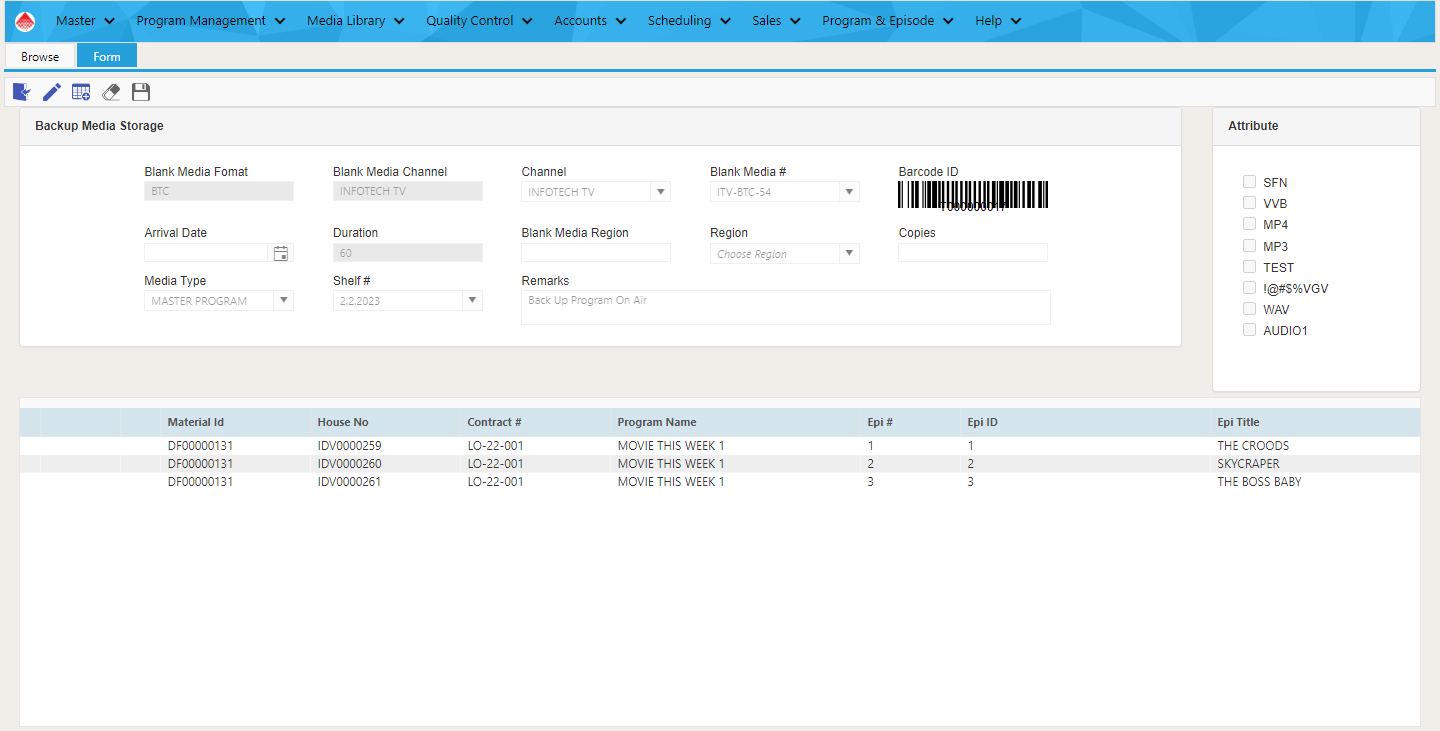 Master Program Management Media Library Quality Control Accounts Scheduling Sales Program & Episode Help
Browse Form
Backup Media Storage
Blank Media Fomat Blank Media Channel Channel Blank Media # Barcode ID
BTC INFOTECH TV INFOTECH TV ITV-BTC-54
Arrival Date Duration Blank Media Region Region Copies
60 Choose Region
Media Type Shelf # Remarks
MASTER PROGRAM 2.2.2023 Back Up Program On Air
Attribute
SFN
VVB
MP4
MP3
TEST
!@#$%VGV
WAV
AUDIO1
Material Id House No Contract # Program Name Epi # Epi ID Epi Title
DF00000131 IDV0000259 LO-22-001 MOVIE THIS WEEK 1 1 1 THE CROODS
DF00000131 IDV0000260 LO-22-001 MOVIE THIS WEEK 1 2 2 SKYCRAPER
DF00000131 IDV0000261 LO-22-001 MOVIE THIS WEEK 1 3 3 THE BOSS BABY